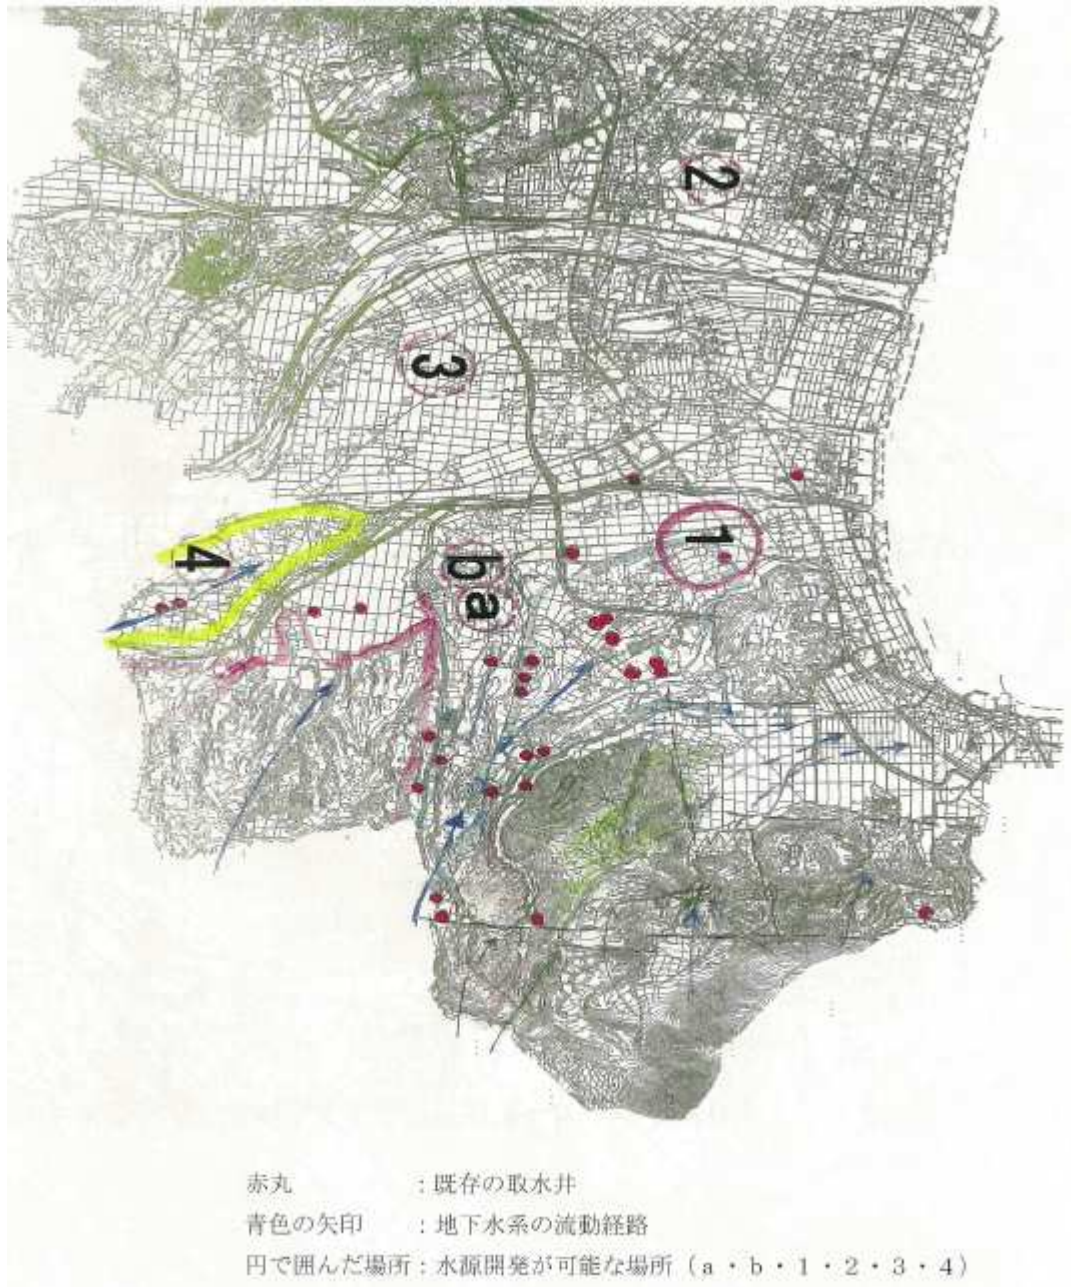 2
3
1
4
b a
赤丸 : 既存の取水井
青色の矢印 : 地下水系の流動経路
円で囲んだ場所 : 水源開発が可能な場所 (a・b・1・2・3・4)